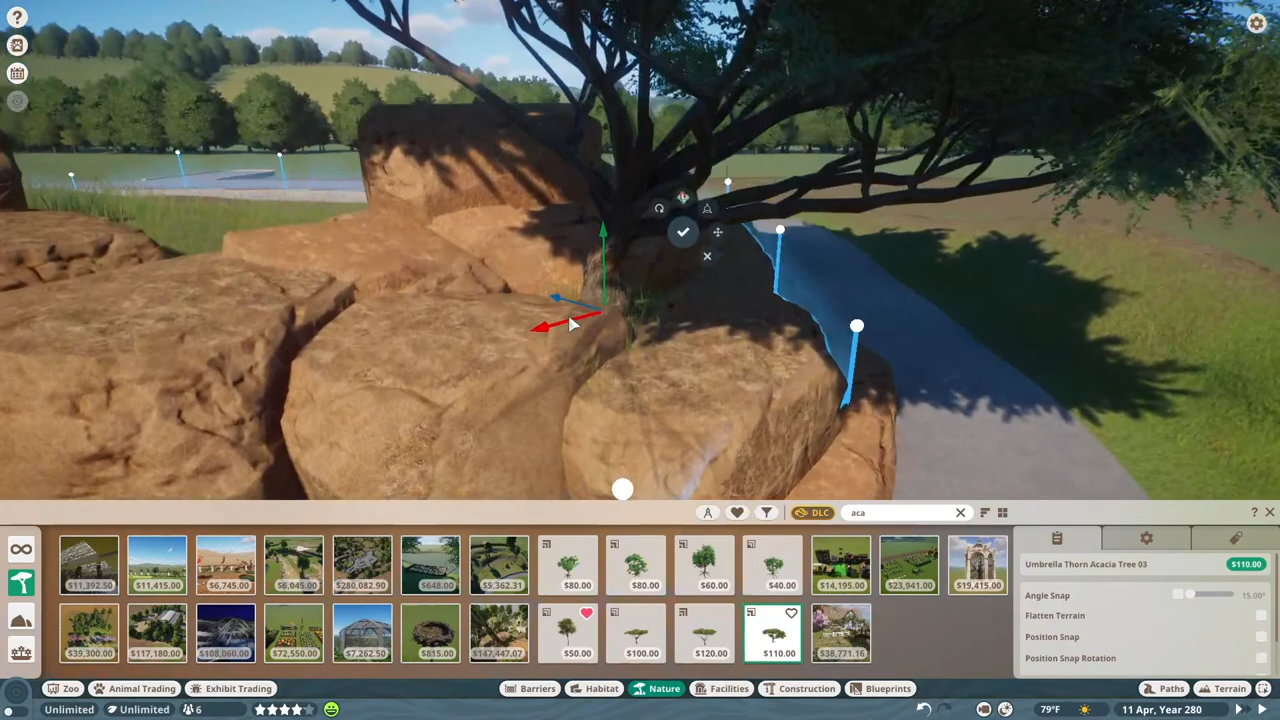 ?
DLC
aca
?
$11,392.50
$11,415.00
$6,745.00
$6,045.00
$280,082.90
$648.00
$5,362.31
$80.00
$80.00
$60.00
$40.00
$14,195.00
$23,941.00
$19,415.00
$39,300.00
$117,180.00
$108,060.00
$72,550.00
$7,262.50
$815.00
$147,447.07
$50.00
$100.00
$120.00
$110.00
$38,771.16
Umbrella Thorn Acacia Tree 03
$110.00
Angle Snap
15.00°
Flatten Terrain
Position Snap
Position Snap Rotation
Zoo
Animal Trading
Exhibit Trading
Barriers
Habitat
Nature
Facilities
Construction
Blueprints
Paths
Terrain
Unlimited
Unlimited
6
79°F
11 Apr, Year 280